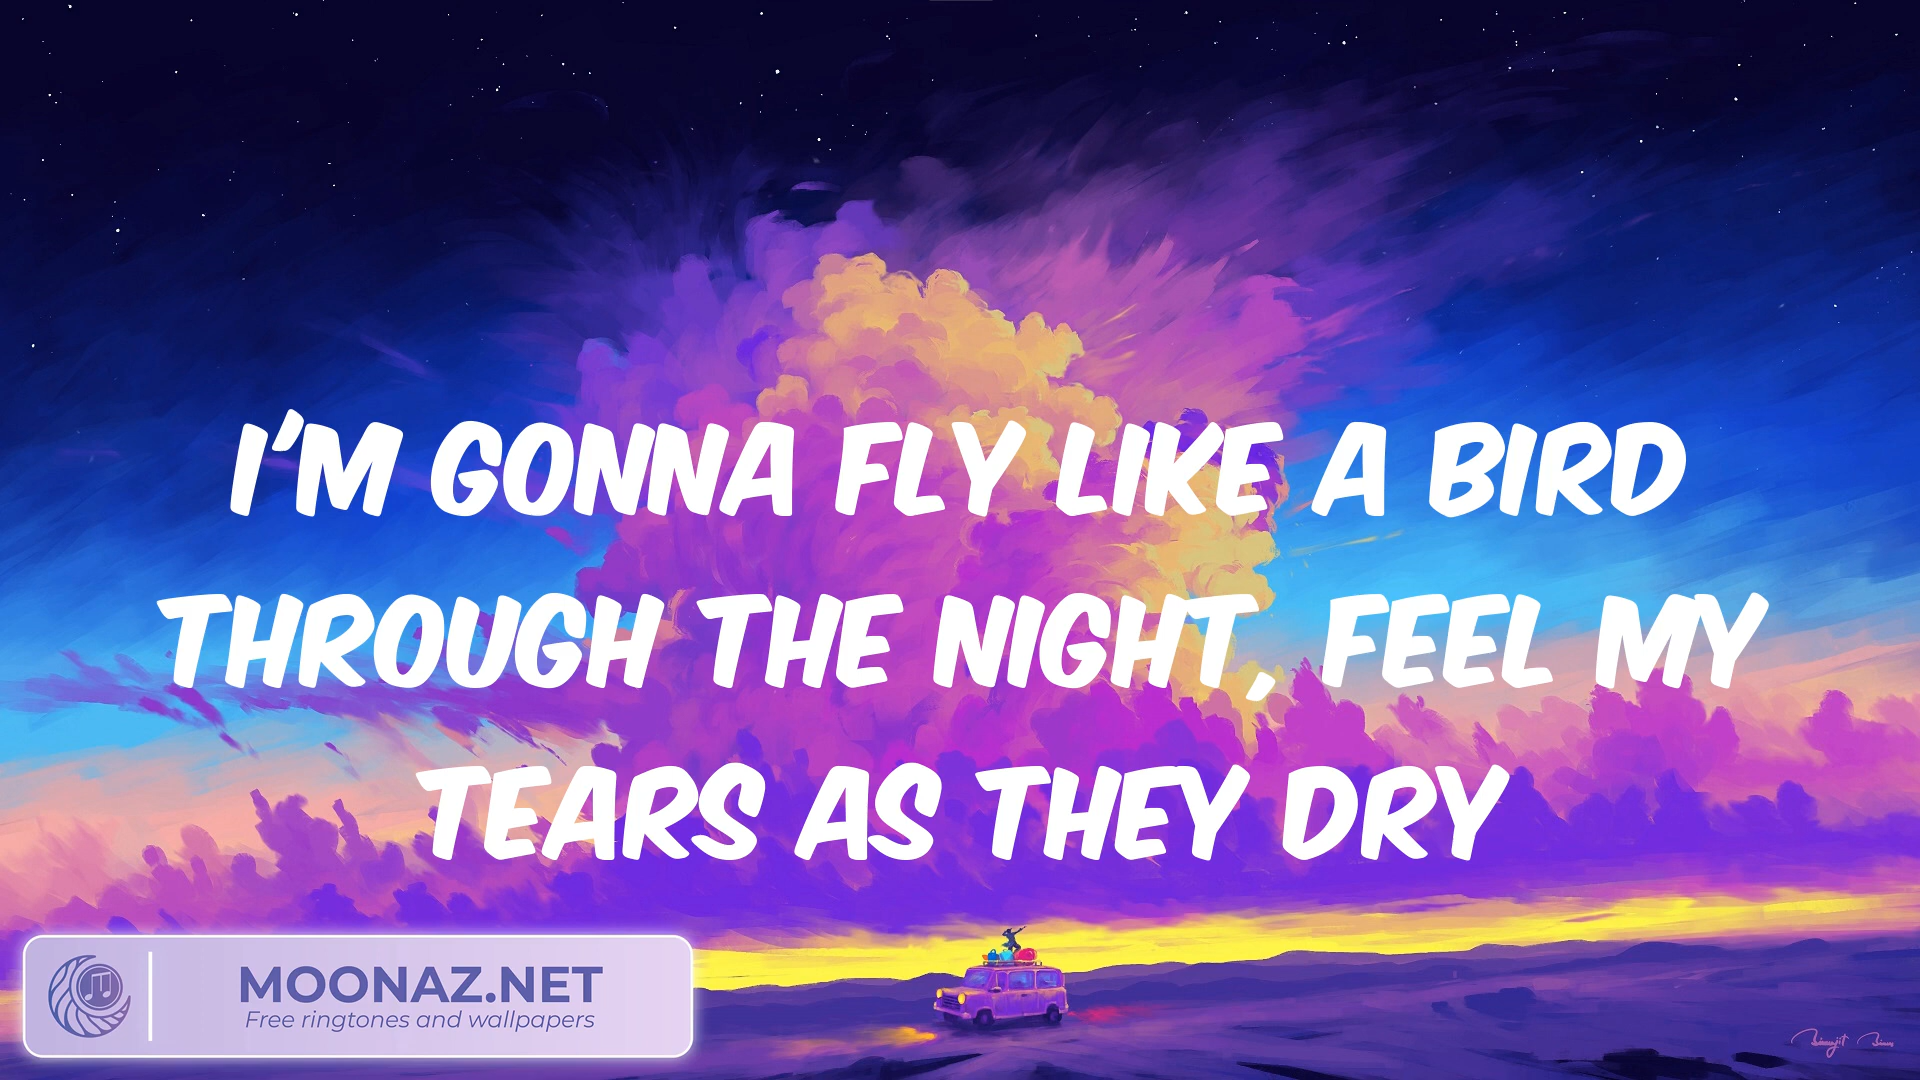 I'M GONNA FLY LIKE A BIRD
THROUGH THE NIGHT, FEEL MY
TEARS AS THEY DRY
MOONAZ.NET
Free ringtones and wallpapers